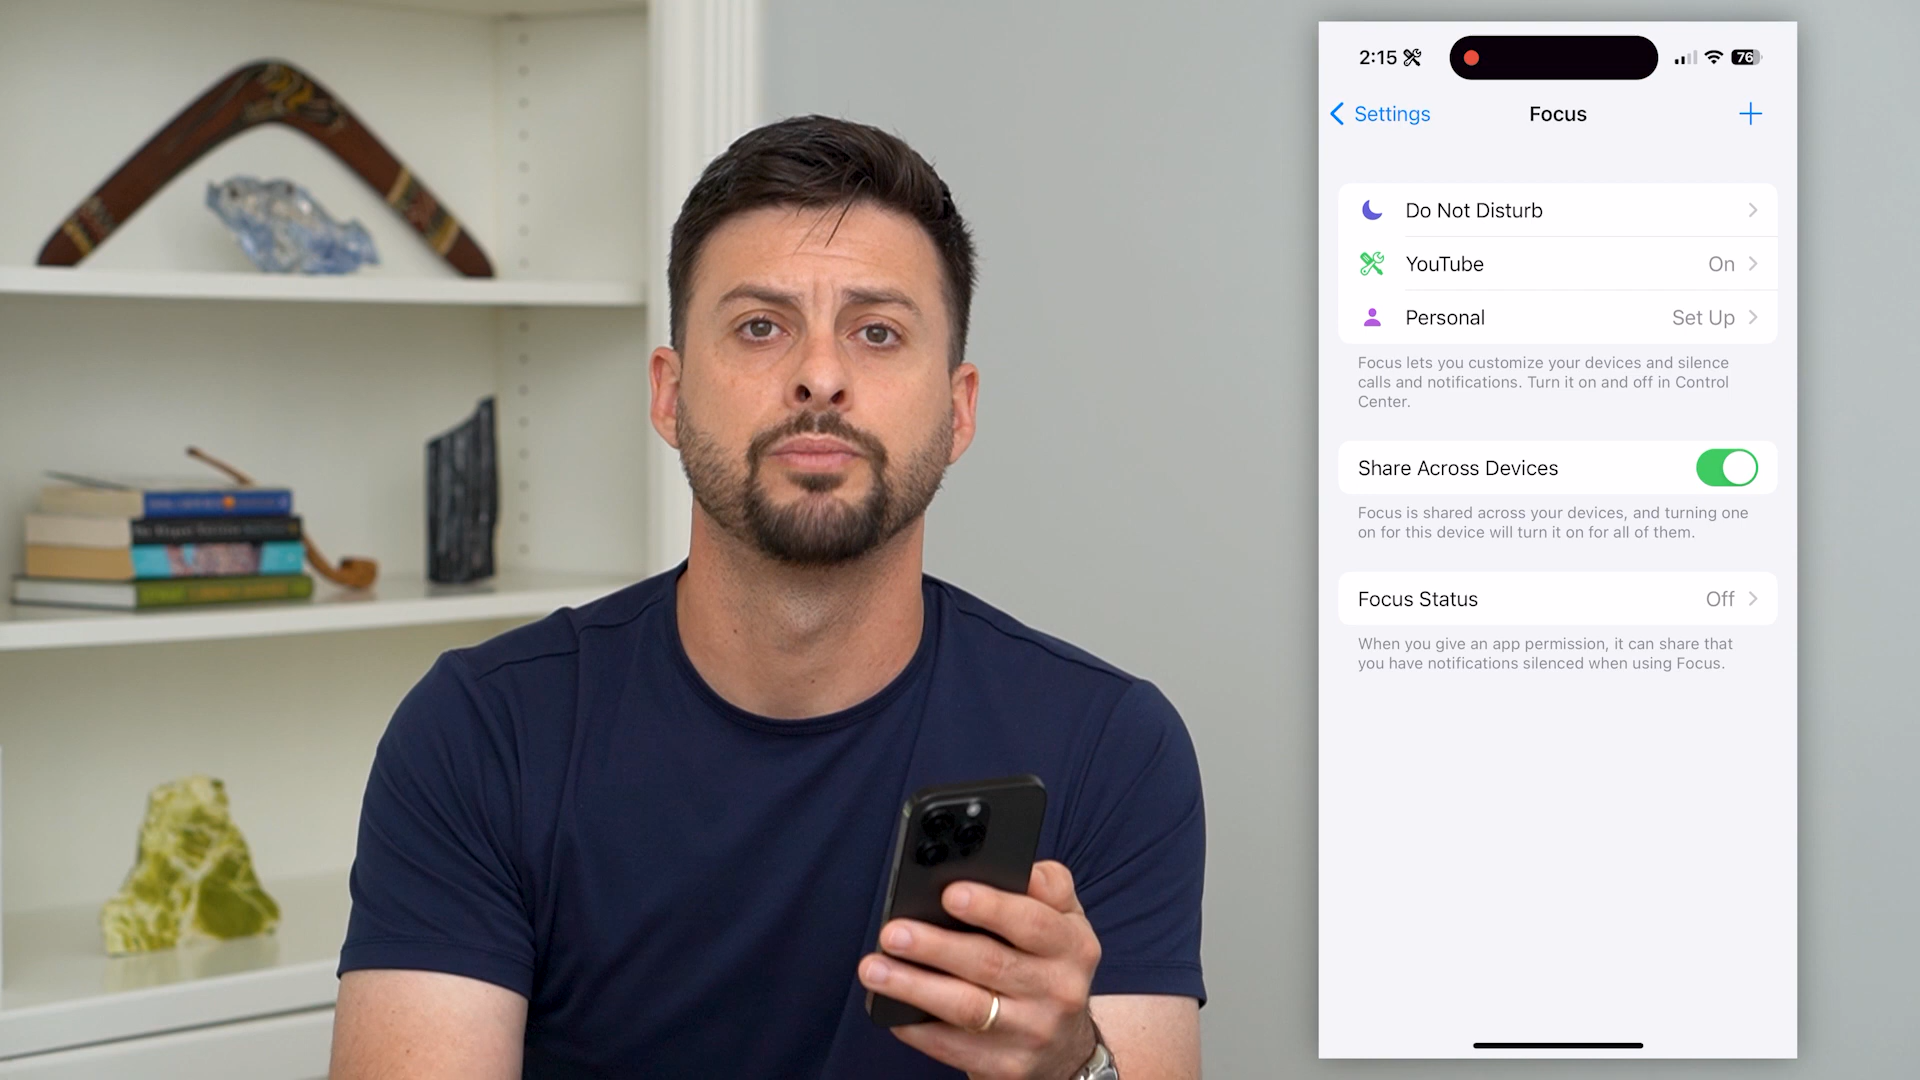 2:15
76
Settings
Focus
Do Not Disturb
YouTube
On
Personal
Set Up
Focus lets you customize your devices and silence
calls and notifications. Turn it on and off in Control
Center.
Share Across Devices
Focus is shared across your devices, and turning one
on for this device will turn it on for all of them.
Focus Status
Off
When you give an app permission, it can share that
you have notifications silenced when using Focus.